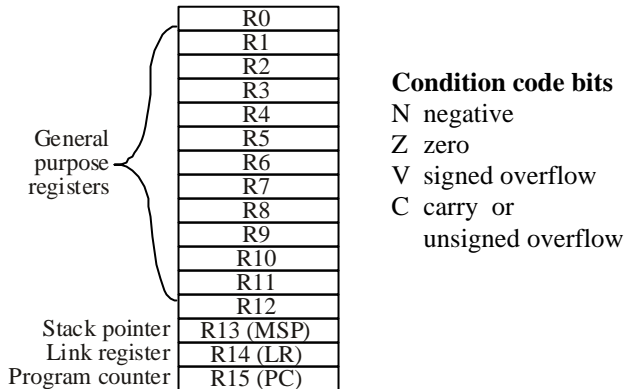 R0
R1
R2
R3
R4
R5
R6
R7
R8
R9
R10
R11
R12
R13 (MSP)
R14 (LR)
R15 (PC)
General
purpose
registers
Stack pointer
Link register
Program counter
Condition code bits
N negative
Z zero
V signed overflow
C carry or
unsigned overflow